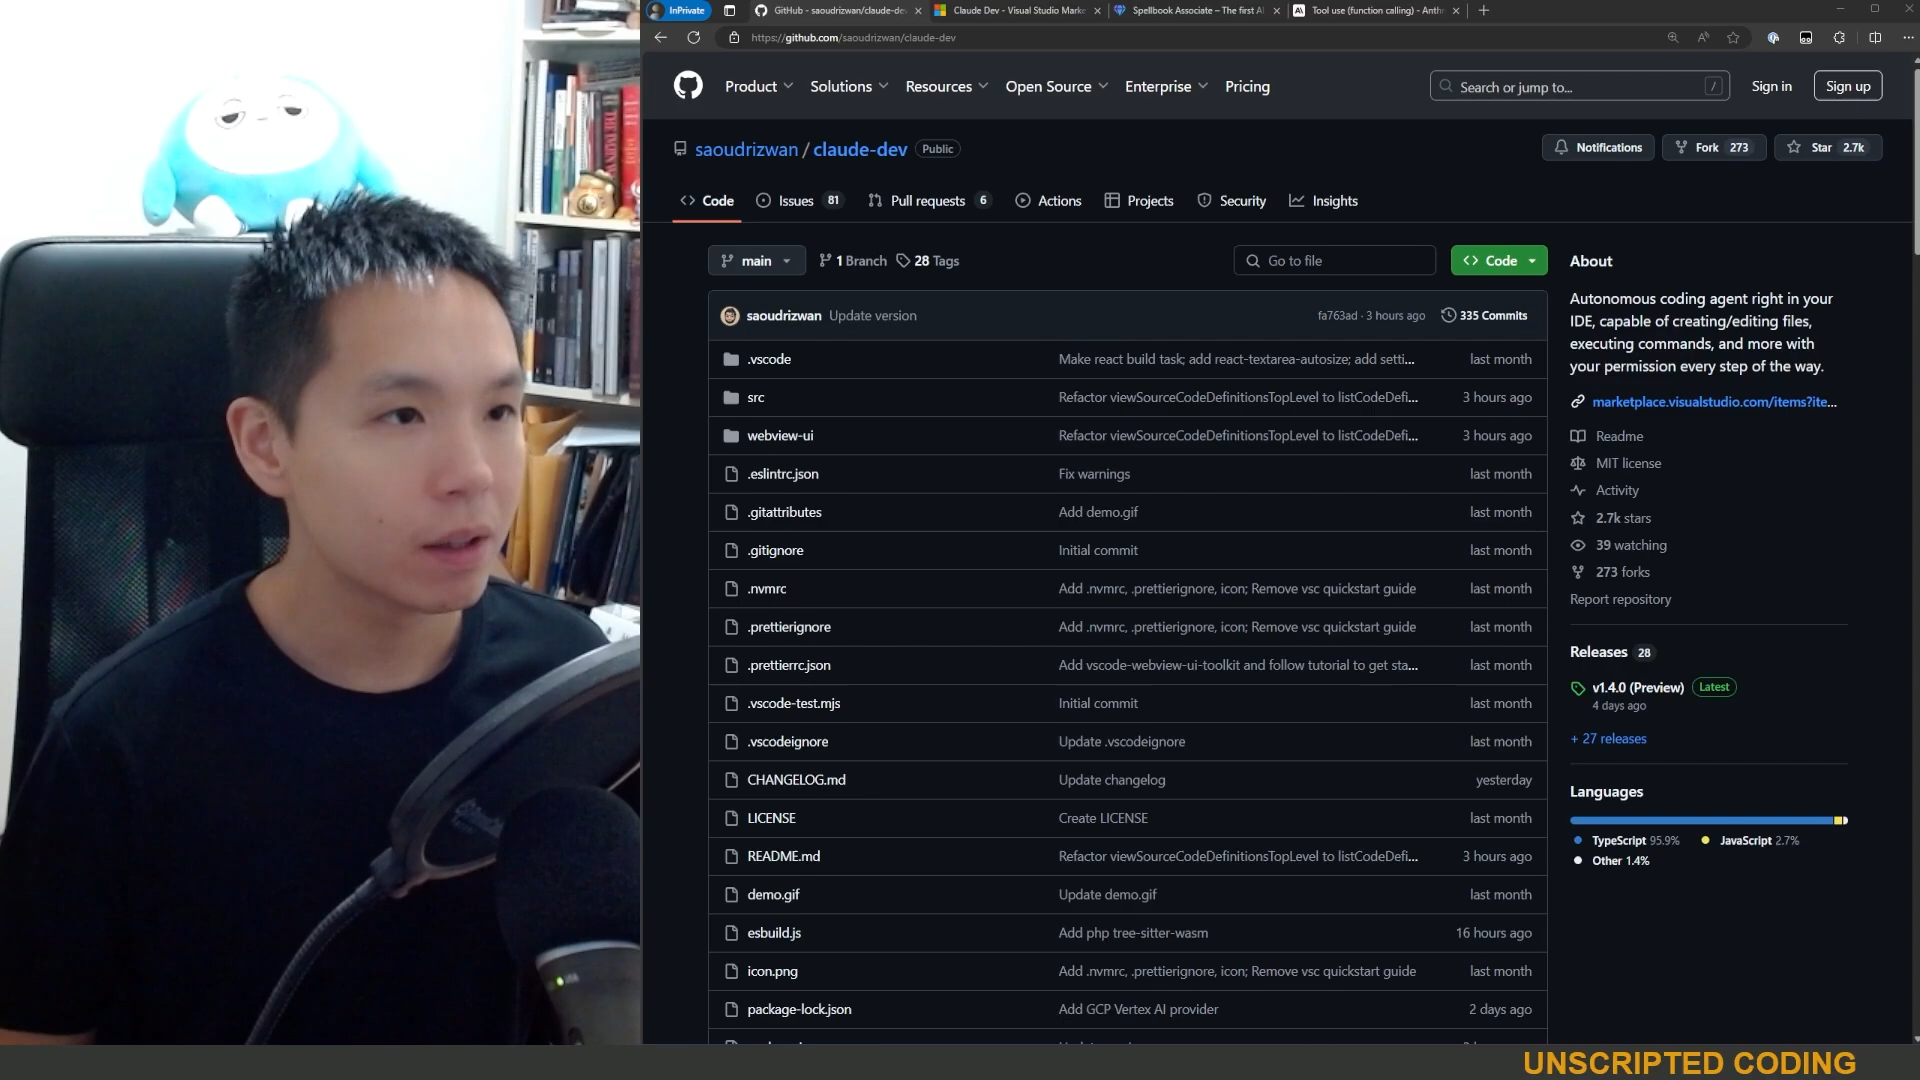 InPrivate
GitHub - saoudrizwan/claude-dev
Claude Dev - Visual Studio Marke
Spellbook Associate – The first AI
Tool use (function calling) - Anth
https://github.com/saoudrizwan/claude-dev
Product
Solutions
Resources
Open Source
Enterprise
Pricing
Search or jump to...
/
Sign in
Sign up
saoudrizwan / claude-dev
Public
Notifications
Fork 273
Star 2.7k
Code
Issues 81
Pull requests 6
Actions
Projects
Security
Insights
main
1 Branch
28 Tags
Go to file
Code
saoudrizwan Update version
fa763ad · 3 hours ago
335 Commits
.vscode Make react build task; add react-textarea-autosize; add setti... last month
src Refactor viewSourceCodeDefinitionsTopLevel to listCodeDefi... 3 hours ago
webview-ui Refactor viewSourceCodeDefinitionsTopLevel to listCodeDefi... 3 hours ago
.eslintrc.json Fix warnings last month
.gitattributes Add demo.gif last month
.gitignore Initial commit last month
.nvmrc Add .nvmrc, .prettierignore, icon; Remove vsc quickstart guide last month
.prettierignore Add .nvmrc, .prettierignore, icon; Remove vsc quickstart guide last month
.prettierrc.json Add vscode-webview-ui-toolkit and follow tutorial to get sta... last month
.vscode-test.mjs Initial commit last month
.vscodeignore Update .vscodeignore last month
CHANGELOG.md Update changelog yesterday
LICENSE Create LICENSE last month
README.md Refactor viewSourceCodeDefinitionsTopLevel to listCodeDefi... 3 hours ago
demo.gif Update demo.gif last month
esbuild.js Add php tree-sitter-wasm 16 hours ago
icon.png Add .nvmrc, .prettierignore, icon; Remove vsc quickstart guide last month
package-lock.json Add GCP Vertex AI provider 2 days ago
About
Autonomous coding agent right in your
IDE, capable of creating/editing files,
executing commands, and more with
your permission every step of the way.
marketplace.visualstudio.com/items?ite...
Readme
MIT license
Activity
2.7k stars
39 watching
273 forks
Report repository
Releases 28
v1.4.0 (Preview) Latest
4 days ago
+ 27 releases
Languages
TypeScript 95.9%
JavaScript 2.7%
Other 1.4%
UNSCRIPTED CODING